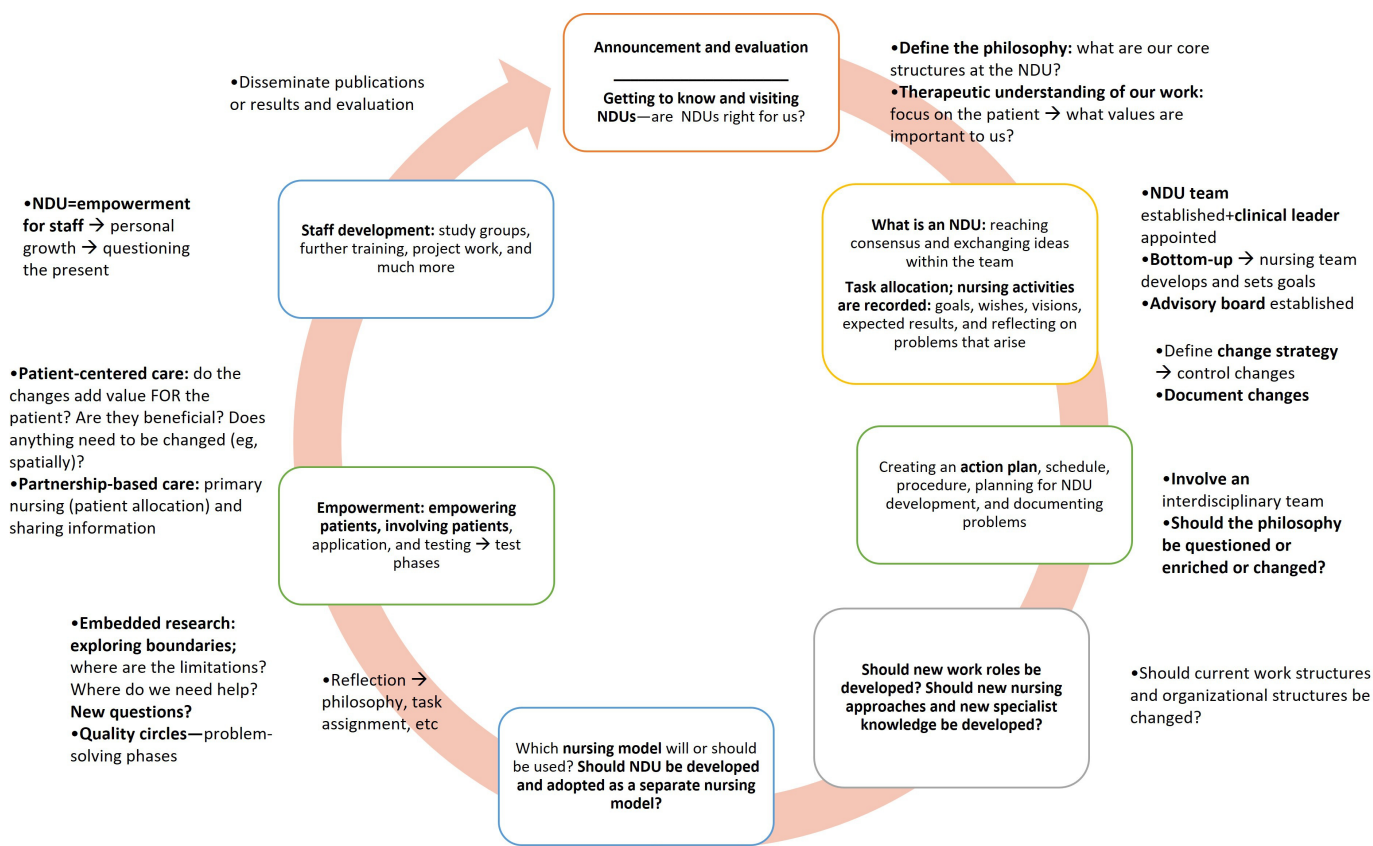 Announcement and evaluation
Getting to know and visiting
NDUs—are NDUs right for us?
•Define the philosophy: what are our core
structures at the NDU?
•Therapeutic understanding of our work:
focus on the patient → what values are
important to us?
What is an NDU: reaching
consensus and exchanging ideas
within the team
Task allocation; nursing activities
are recorded: goals, wishes, visions,
expected results, and reflecting on
problems that arise
•NDU team
established+clinical leader
appointed
•Bottom-up → nursing team
develops and sets goals
•Advisory board established
•Define change strategy
→ control changes
•Document changes
Creating an action plan, schedule,
procedure, planning for NDU
development, and documenting
problems
•Involve an
interdisciplinary team
•Should the philosophy
be questioned or
enriched or changed?
Should new work roles be
developed? Should new nursing
approaches and new specialist
knowledge be developed?
•Should current work structures
and organizational structures be
changed?
Which nursing model will or should
be used? Should NDU be developed
and adopted as a separate nursing
model?
•Reflection →
philosophy, task
assignment, etc
•Embedded research:
exploring boundaries;
where are the limitations?
Where do we need help?
New questions?
•Quality circles—problem-
solving phases
Empowerment: empowering
patients, involving patients,
application, and testing → test
phases
•Patient-centered care: do the
changes add value FOR the
patient? Are they beneficial? Does
anything need to be changed (eg,
spatially)?
•Partnership-based care: primary
nursing (patient allocation) and
sharing information
Staff development: study groups,
further training, project work, and
much more
•NDU=empowerment
for staff → personal
growth → questioning
the present
•Disseminate publications
or results and evaluation